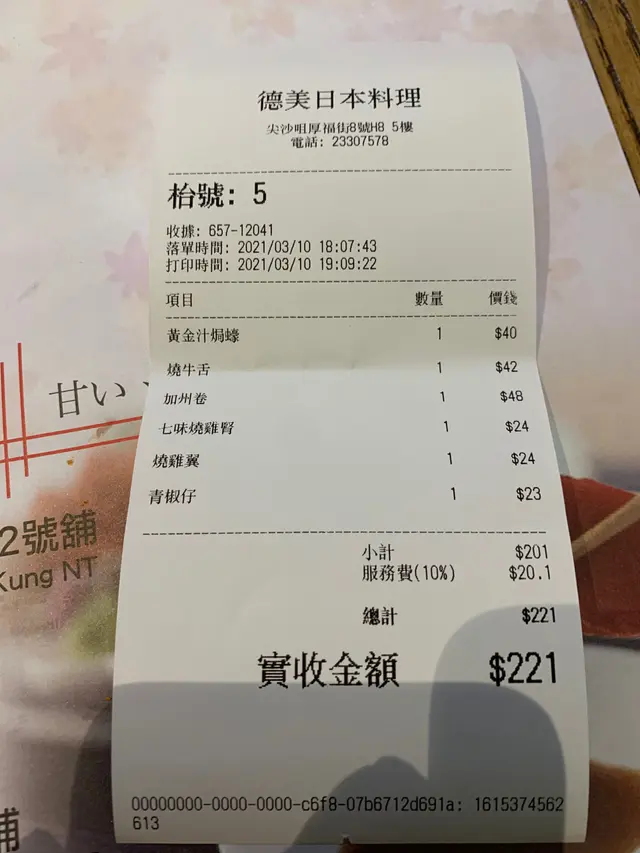 德美日本料理
尖沙咀厚福街8號H8 5樓
電話: 23307578
枱號: 5
收據: 657-12041
落單時間: 2021/03/10 18:07:43
打印時間: 2021/03/10 19:09:22
項目 數量 價錢
黃金汁焗蠔 1 $40
燒牛舌 1 $42
加州卷 1 $48
七味燒雞腎 1 $24
燒雞翼 1 $24
青椒仔 1 $23
小計 $201
服務費(10%) $20.1
總計 $221
實收金額 $221
00000000-0000-0000-c6f8-07b6712d691a: 1615374562
613
甘い
2號舖
Kung NT
舖